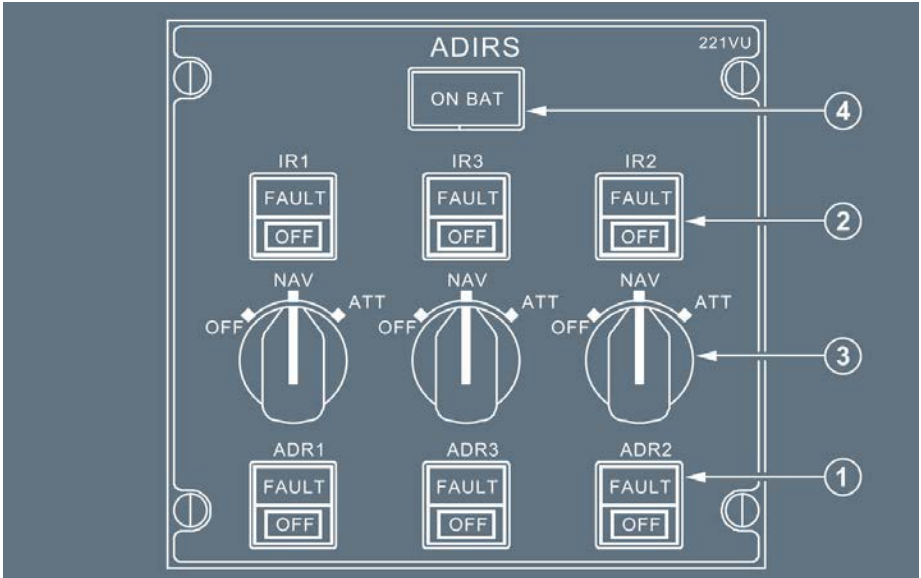 ADIRS 221VU
ON BAT 4
IR1 IR3 IR2
FAULT FAULT FAULT
OFF OFF OFF 2
NAV NAV NAV
OFF ATT OFF ATT OFF ATT
3
ADR1 ADR3 ADR2
FAULT FAULT FAULT 1
OFF OFF OFF